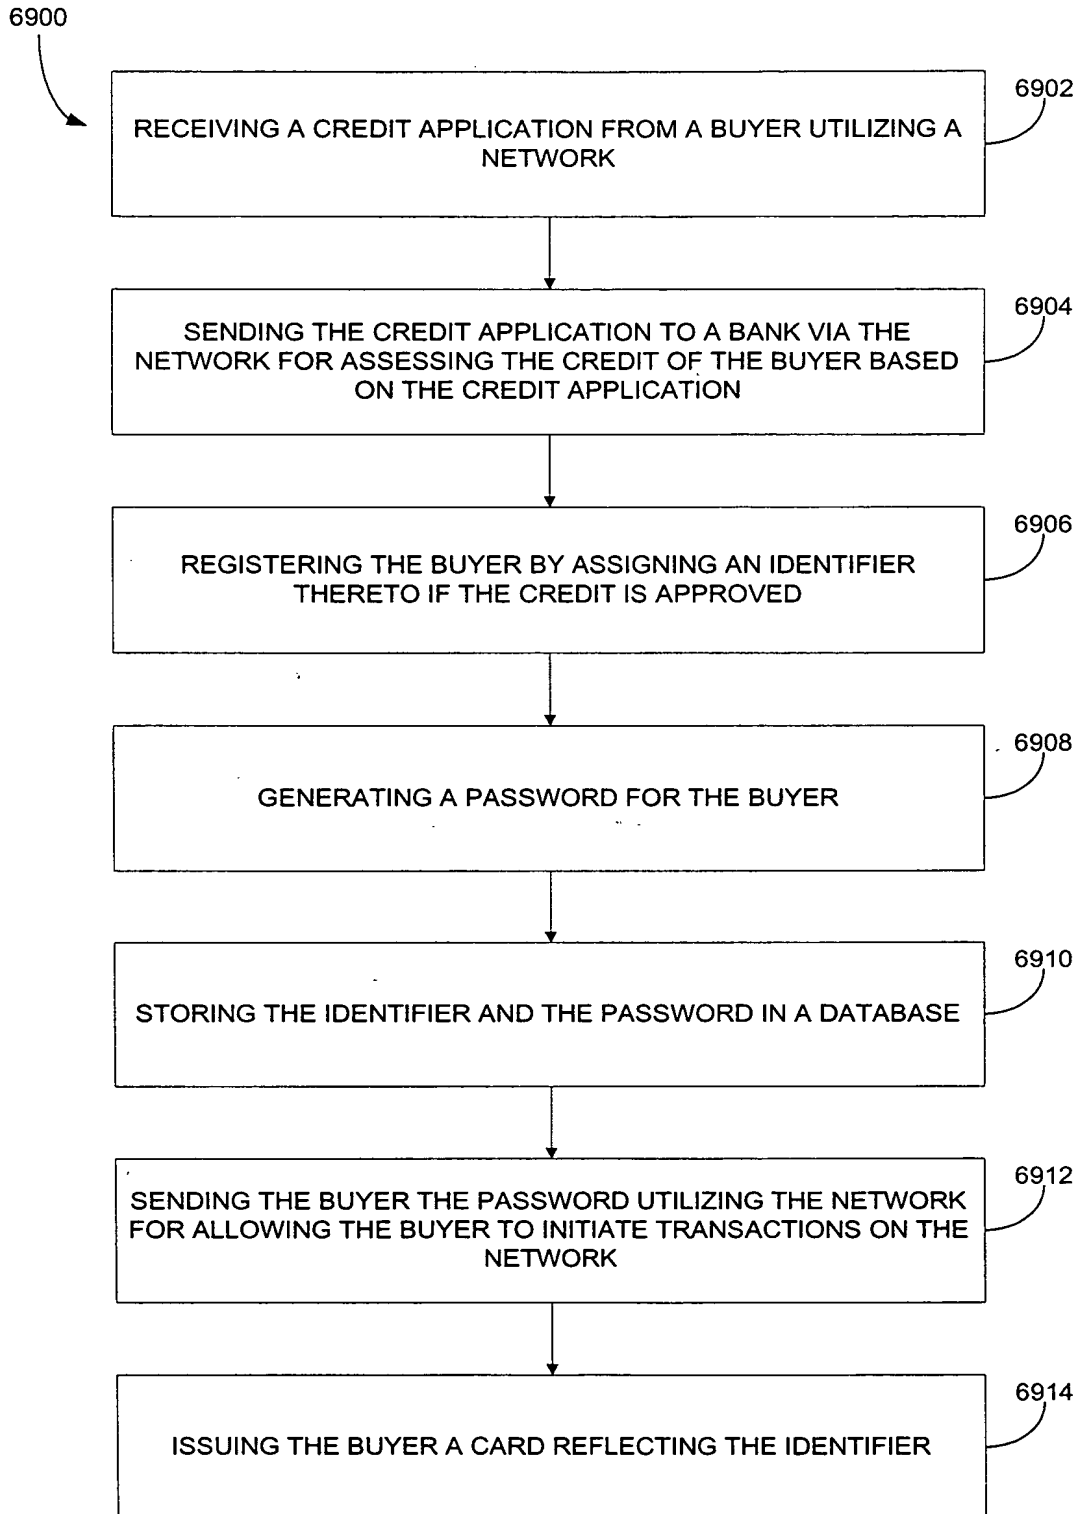 6900
6902
RECEIVING A CREDIT APPLICATION FROM A BUYER UTILIZING A
NETWORK
6904
SENDING THE CREDIT APPLICATION TO A BANK VIA THE
NETWORK FOR ASSESSING THE CREDIT OF THE BUYER BASED
ON THE CREDIT APPLICATION
6906
REGISTERING THE BUYER BY ASSIGNING AN IDENTIFIER
THERETO IF THE CREDIT IS APPROVED
6908
GENERATING A PASSWORD FOR THE BUYER
6910
STORING THE IDENTIFIER AND THE PASSWORD IN A DATABASE
6912
SENDING THE BUYER THE PASSWORD UTILIZING THE NETWORK
FOR ALLOWING THE BUYER TO INITIATE TRANSACTIONS ON THE
NETWORK
6914
ISSUING THE BUYER A CARD REFLECTING THE IDENTIFIER